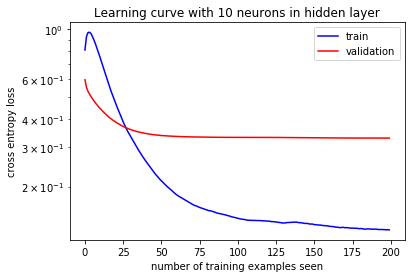 Learning curve with 10 neurons in hidden layer
train
validation
cross entropy loss
10⁰
6 × 10⁻¹
4 × 10⁻¹
3 × 10⁻¹
2 × 10⁻¹
0 25 50 75 100 125 150 175 200
number of training examples seen